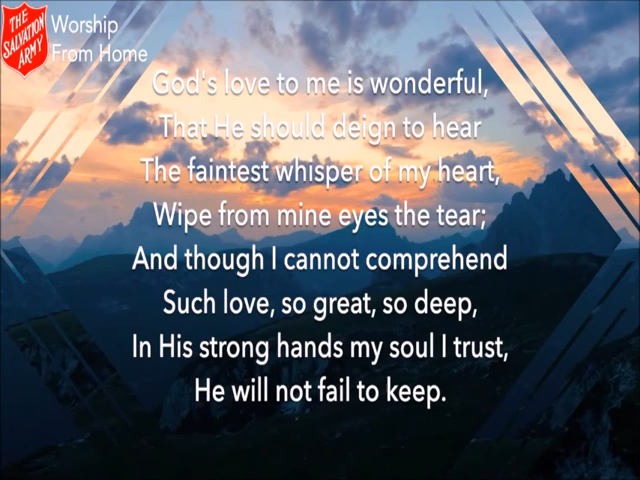 THE
SALVATION
ARMY
Worship
From Home
God's love to me is wonderful,
That He should deign to hear
The faintest whisper of my heart,
Wipe from mine eyes the tear;
And though I cannot comprehend
Such love, so great, so deep,
In His strong hands my soul I trust,
He will not fail to keep.